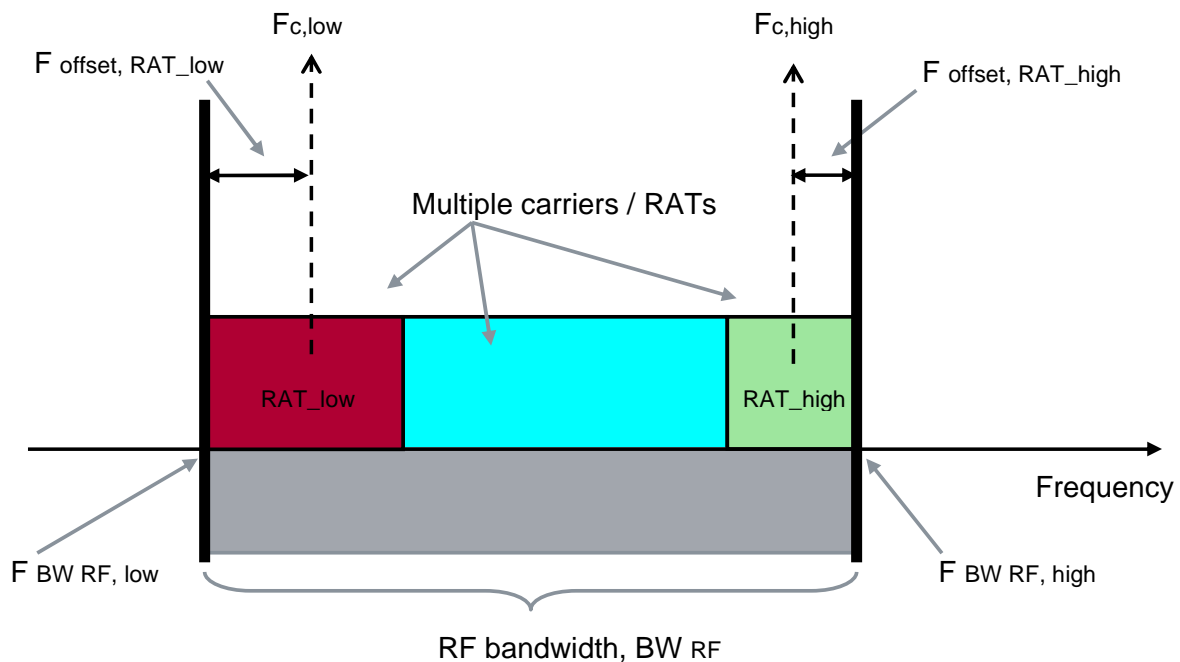 Fc,low
Fc,high
F offset, RAT_low
F offset, RAT_high
Multiple carriers / RATs
RAT_low
RAT_high
Frequency
F BW RF, low
F BW RF, high
RF bandwidth, BW RF